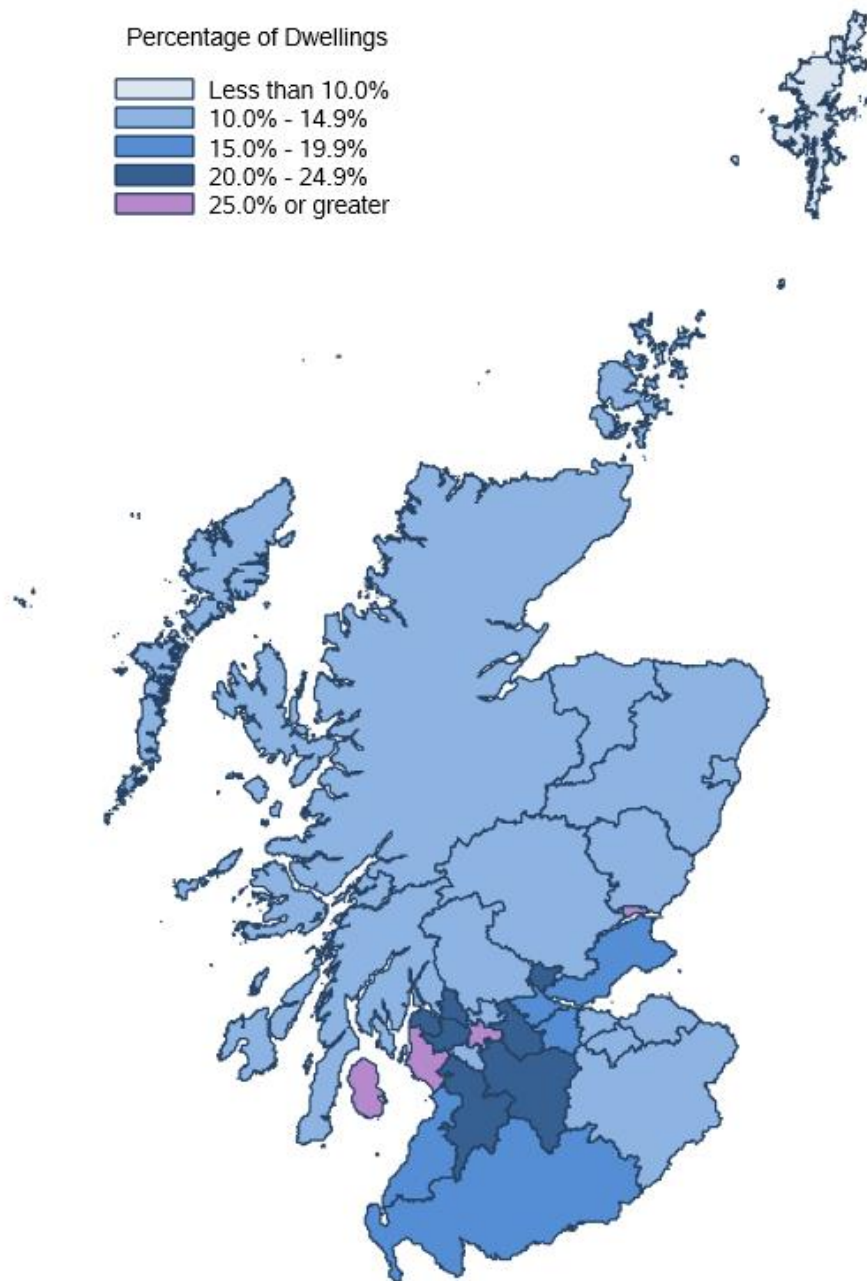 Percentage of Dwellings
Less than 10.0%
10.0% - 14.9%
15.0% - 19.9%
20.0% - 24.9%
25.0% or greater